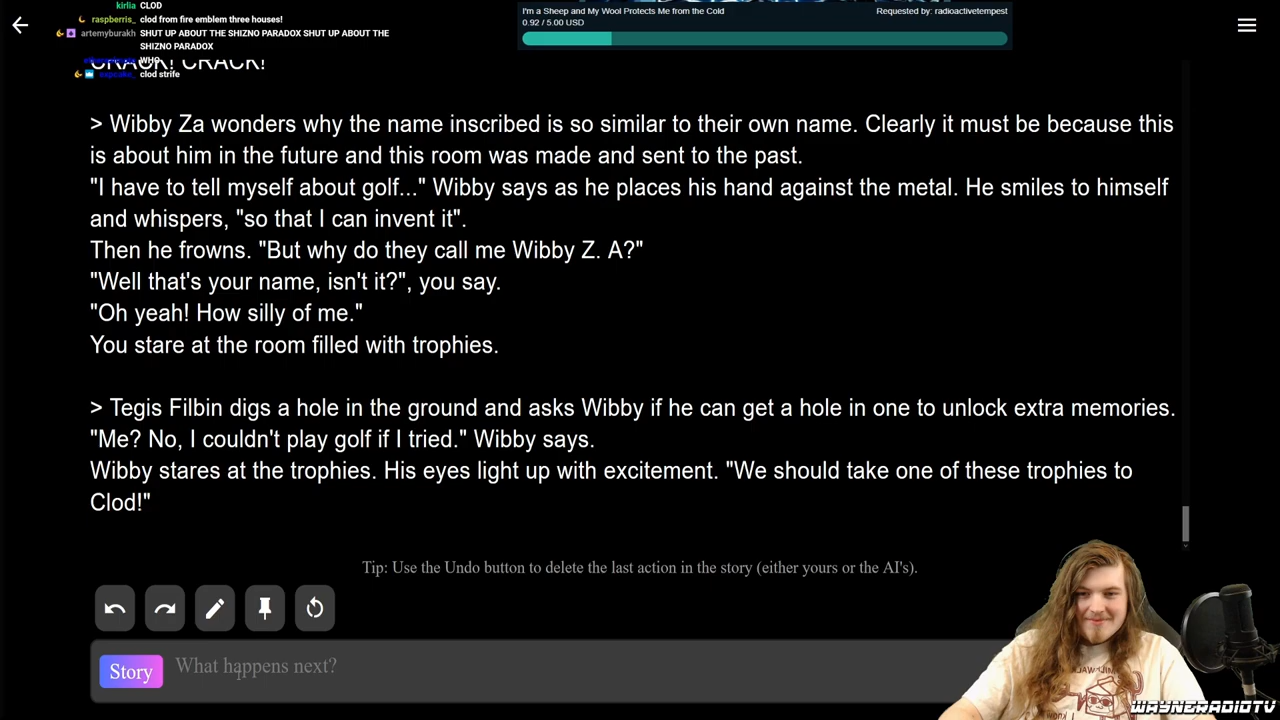 kirlia CLOD
raspberris_ clod from fire emblem three houses!
artemyburakh SHUT UP ABOUT THE SHIZNO PARADOX SHUT UP ABOUT THE
SHIZNO PARADOX
WHO
clod strife
I'm a Sheep and My Wool Protects Me from the Cold
Requested by: radioactivetempest
0.92 / 5.00 USD
CRACK! CRACK!
> Wibby Za wonders why the name inscribed is so similar to their own name. Clearly it must be because this
is about him in the future and this room was made and sent to the past.
"I have to tell myself about golf..." Wibby says as he places his hand against the metal. He smiles to himself
and whispers, "so that I can invent it".
Then he frowns. "But why do they call me Wibby Z. A?"
"Well that's your name, isn't it?", you say.
"Oh yeah! How silly of me."
You stare at the room filled with trophies.
> Tegis Filbin digs a hole in the ground and asks Wibby if he can get a hole in one to unlock extra memories.
"Me? No, I couldn't play golf if I tried." Wibby says.
Wibby stares at the trophies. His eyes light up with excitement. "We should take one of these trophies to
Clod!"
Tip: Use the Undo button to delete the last action in the story (either yours or the AI's).
Story
What happens next?
WAYNERADIOTV